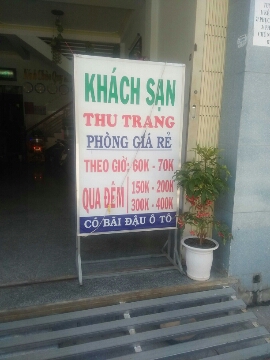 KHÁCH SẠN
THU TRANG
PHÒNG GIÁ RẺ
THEO GIỜ: 60K - 70K
QUA ĐÊM 150K - 200K
300K - 400K
CÓ BÃI ĐẬU Ô TÔ